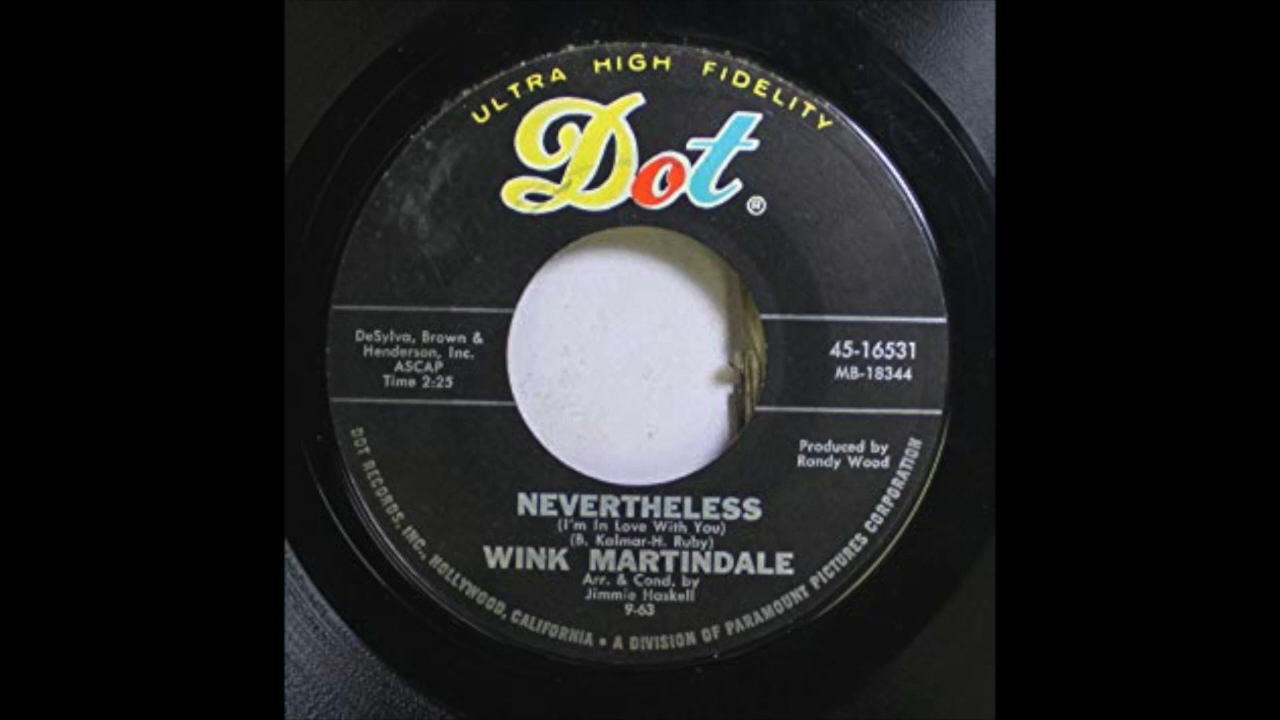 ULTRA HIGH FIDELITY
Dot ®
DeSylva, Brown &
Henderson, Inc.
ASCAP
Time 2:25
45-16531
MB-18344
Produced by
Randy Wood
NEVERTHELESS
(I'm In Love With You)
(B. Kalmar-H. Ruby)
WINK MARTINDALE
Arr. & Cond. by
Jimmie Haskell
9-63
DOT RECORDS, INC., HOLLYWOOD, CALIFORNIA • A DIVISION OF PARAMOUNT PICTURES CORPORATION